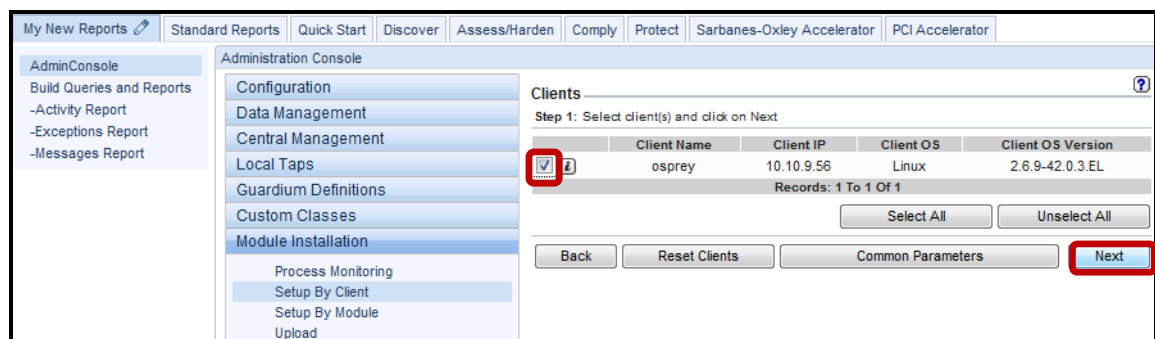 My New Reports Standard Reports Quick Start Discover Assess/Harden Comply Protect Sarbanes-Oxley Accelerator PCI Accelerator
AdminConsole
Build Queries and Reports
-Activity Report
-Exceptions Report
-Messages Report
Administration Console
Configuration
Data Management
Central Management
Local Taps
Guardium Definitions
Custom Classes
Module Installation
Process Monitoring
Setup By Client
Setup By Module
Upload
Clients ?
Step 1: Select client(s) and click on Next
Client Name Client IP Client OS Client OS Version
i osprey 10.10.9.56 Linux 2.6.9-42.0.3.EL
Records: 1 To 1 Of 1
Select All Unselect All
Back Reset Clients Common Parameters Next